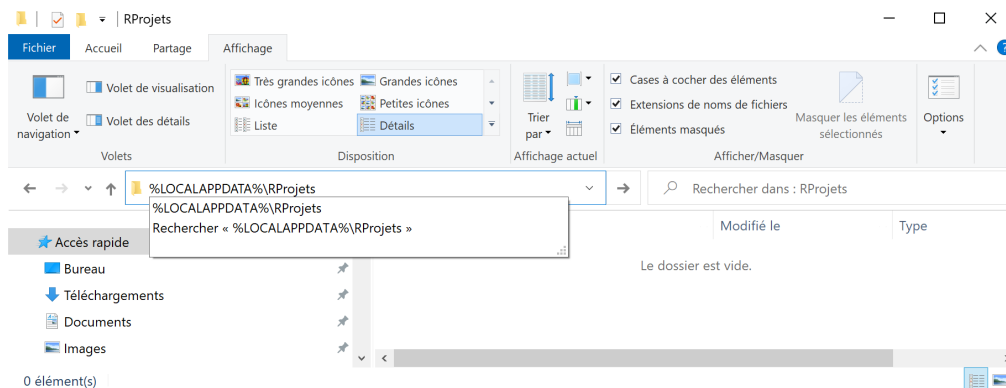 RProjets
Fichier Accueil Partage Affichage
Volet de navigation
Volet de visualisation
Volet des détails
Volets
Très grandes icônes Grandes icônes
Icônes moyennes Petites icônes
Liste Détails
Disposition
Trier par
Affichage actuel
Cases à cocher des éléments
Extensions de noms de fichiers
Éléments masqués
Masquer les éléments sélectionnés
Afficher/Masquer
Options
%LOCALAPPDATA%\RProjets
Rechercher dans : RProjets
%LOCALAPPDATA%\RProjets
Rechercher « %LOCALAPPDATA%\RProjets »
Modifié le Type
Accès rapide
Bureau
Téléchargements
Documents
Images
Le dossier est vide.
0 élément(s)